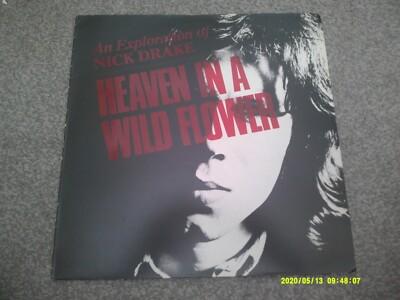 An Exploration of
NICK DRAKE
HEAVEN IN A
WILD FLOWER
2020/05/13 09:48:07